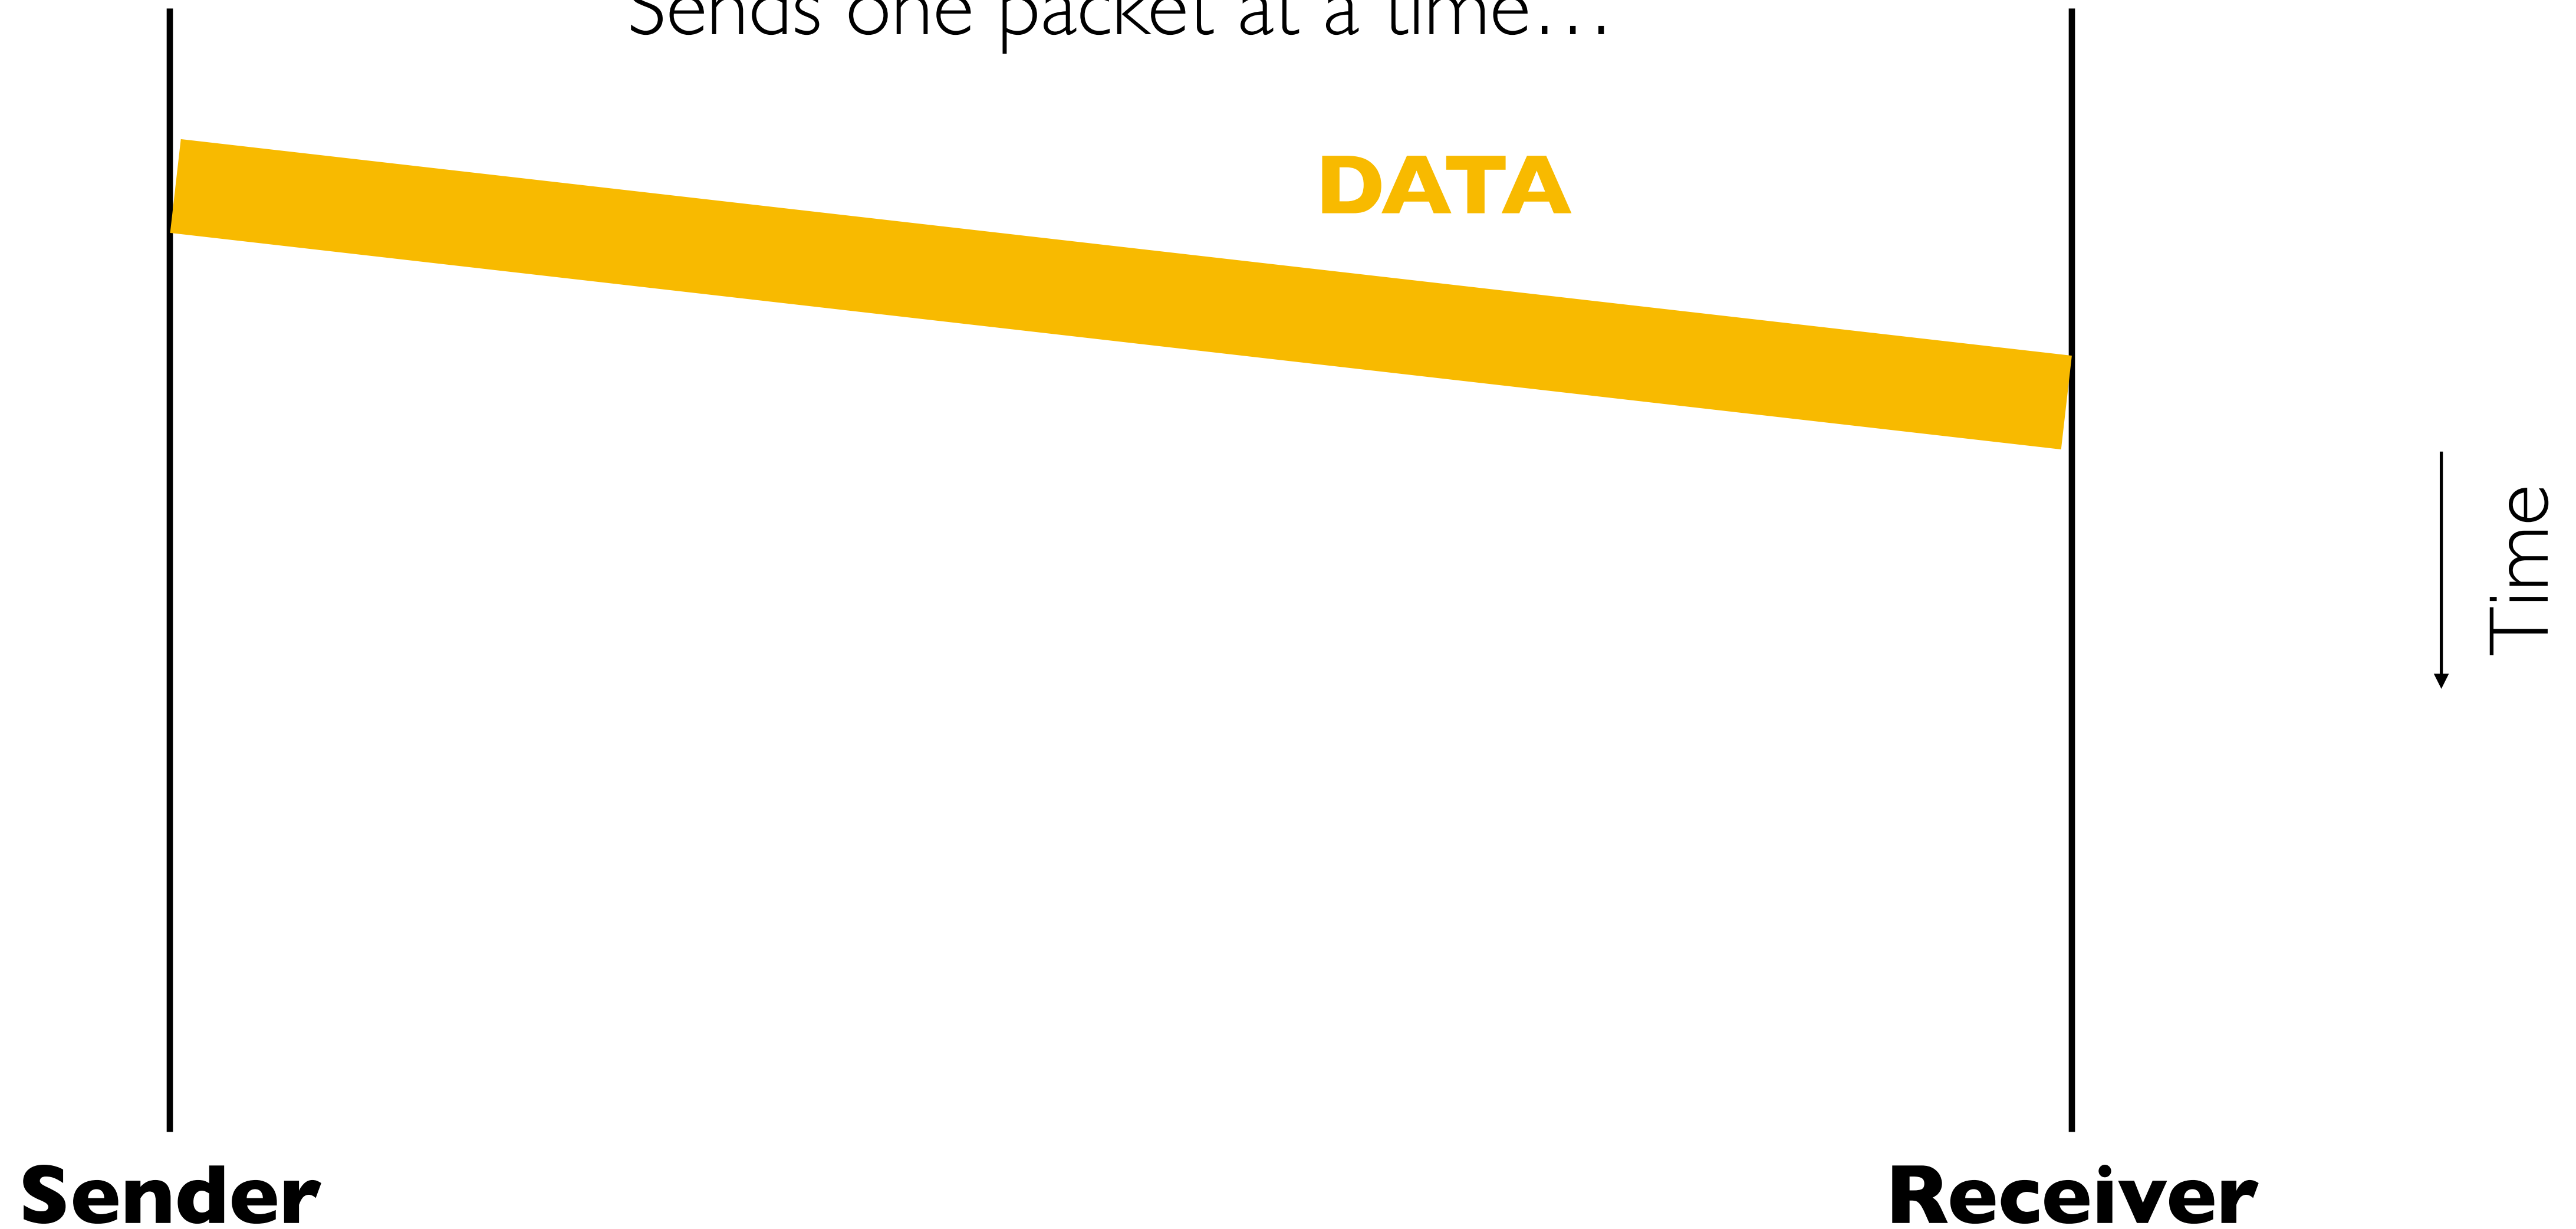 Sends one packet at a time…
DATA
Time
Sender
Receiver